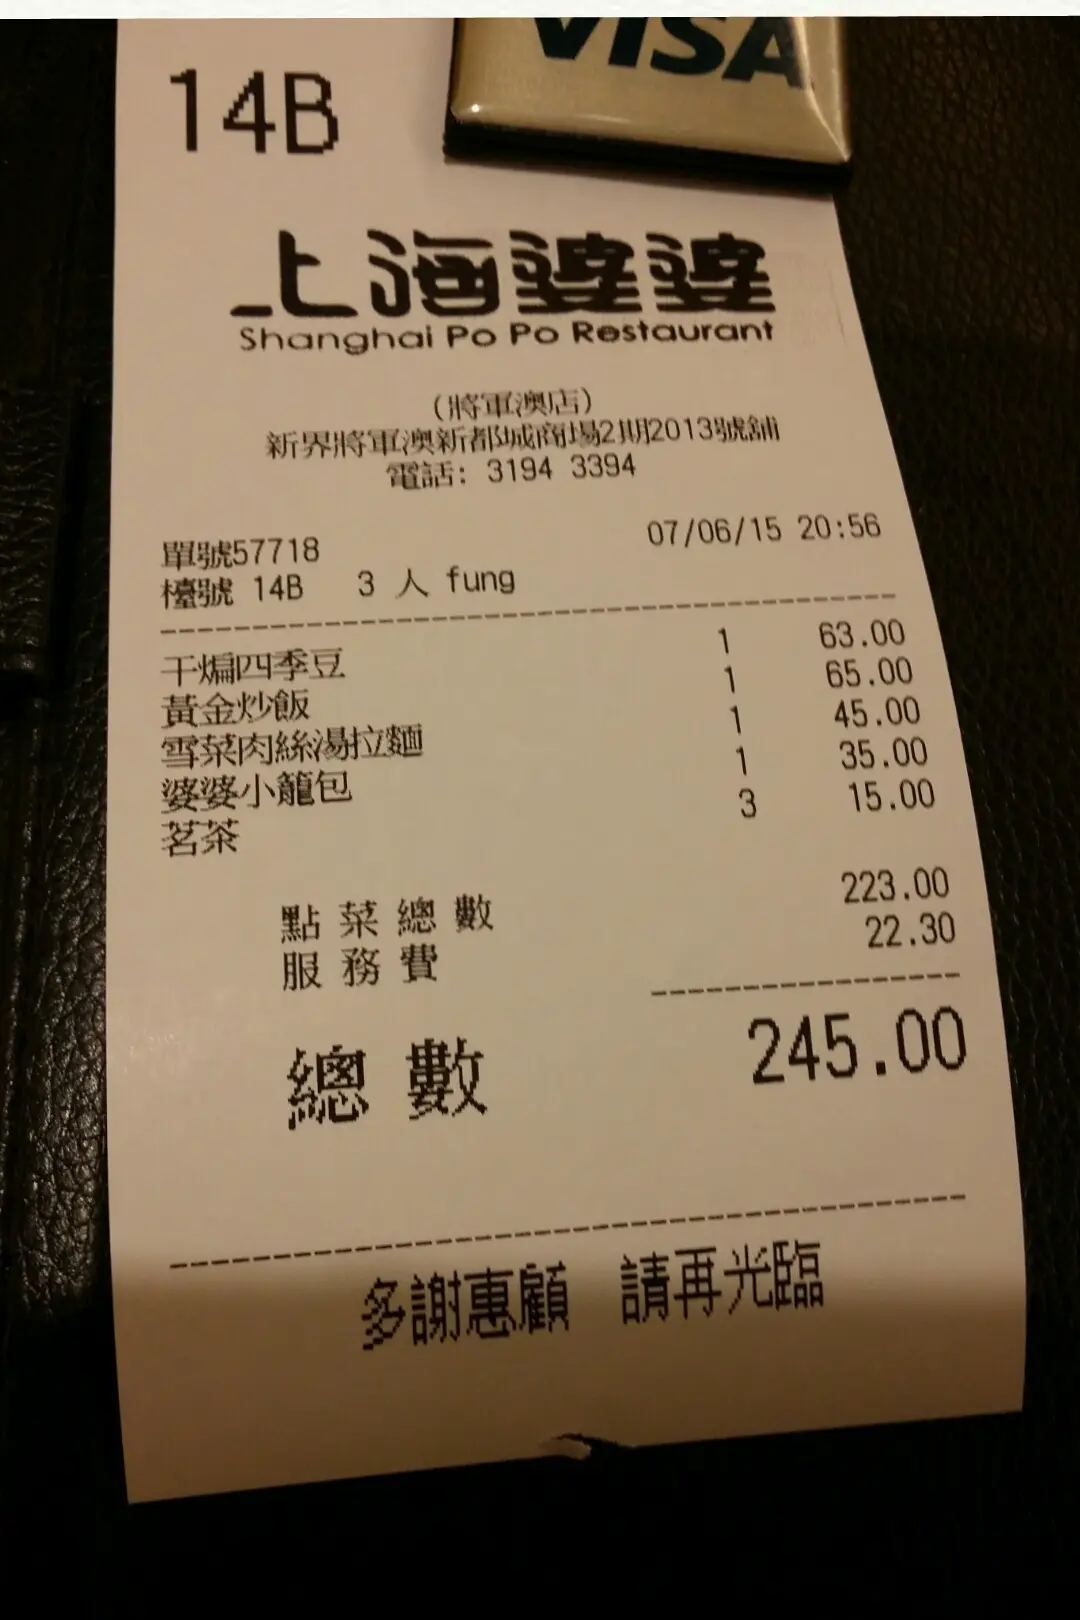 VISA
14B
上海婆婆
Shanghai Po Po Restaurant
(將軍澳店)
新界將軍澳新都城商場2期2013號舖
電話: 3194 3394
單號57718 07/06/15 20:56
檯號 14B 3 人 fung
干煸四季豆 1 63.00
黃金炒飯 1 65.00
雪菜肉絲湯拉麵 1 45.00
婆婆小籠包 1 35.00
茗茶 3 15.00
點菜總數 223.00
服務費 22.30
總數 245.00
多謝惠顧 請再光臨